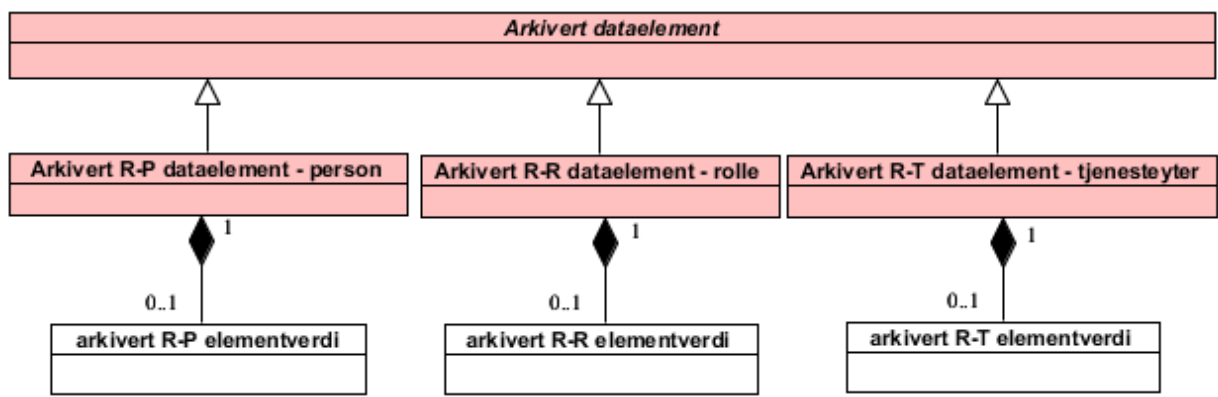 Arkivert dataelement
Arkivert R-P dataelement - person
Arkivert R-R dataelement - rolle
Arkivert R-T dataelement - tjenesteyter
1
1
1
0..1
0..1
0..1
arkivert R-P elementverdi
arkivert R-R elementverdi
arkivert R-T elementverdi